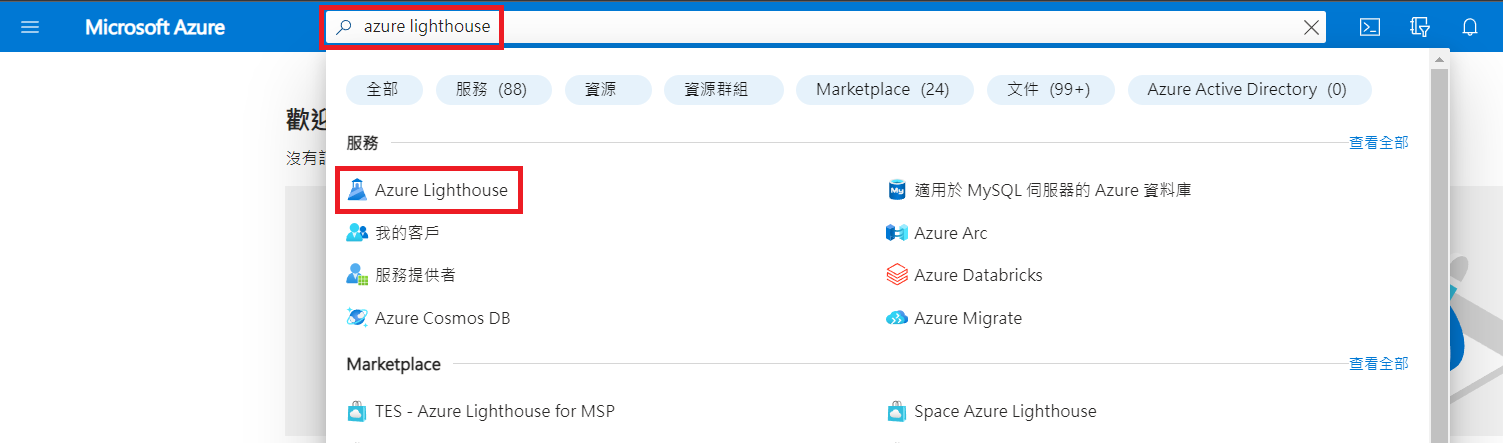 Microsoft Azure
azure lighthouse
全部
服務 (88)
資源
資源群組
Marketplace (24)
文件 (99+)
Azure Active Directory (0)
歡迎
沒有
服務
查看全部
Azure Lighthouse
適用於 MySQL 伺服器的 Azure 資料庫
我的客戶
Azure Arc
服務提供者
Azure Databricks
Azure Cosmos DB
Azure Migrate
Marketplace
查看全部
TES - Azure Lighthouse for MSP
Space Azure Lighthouse